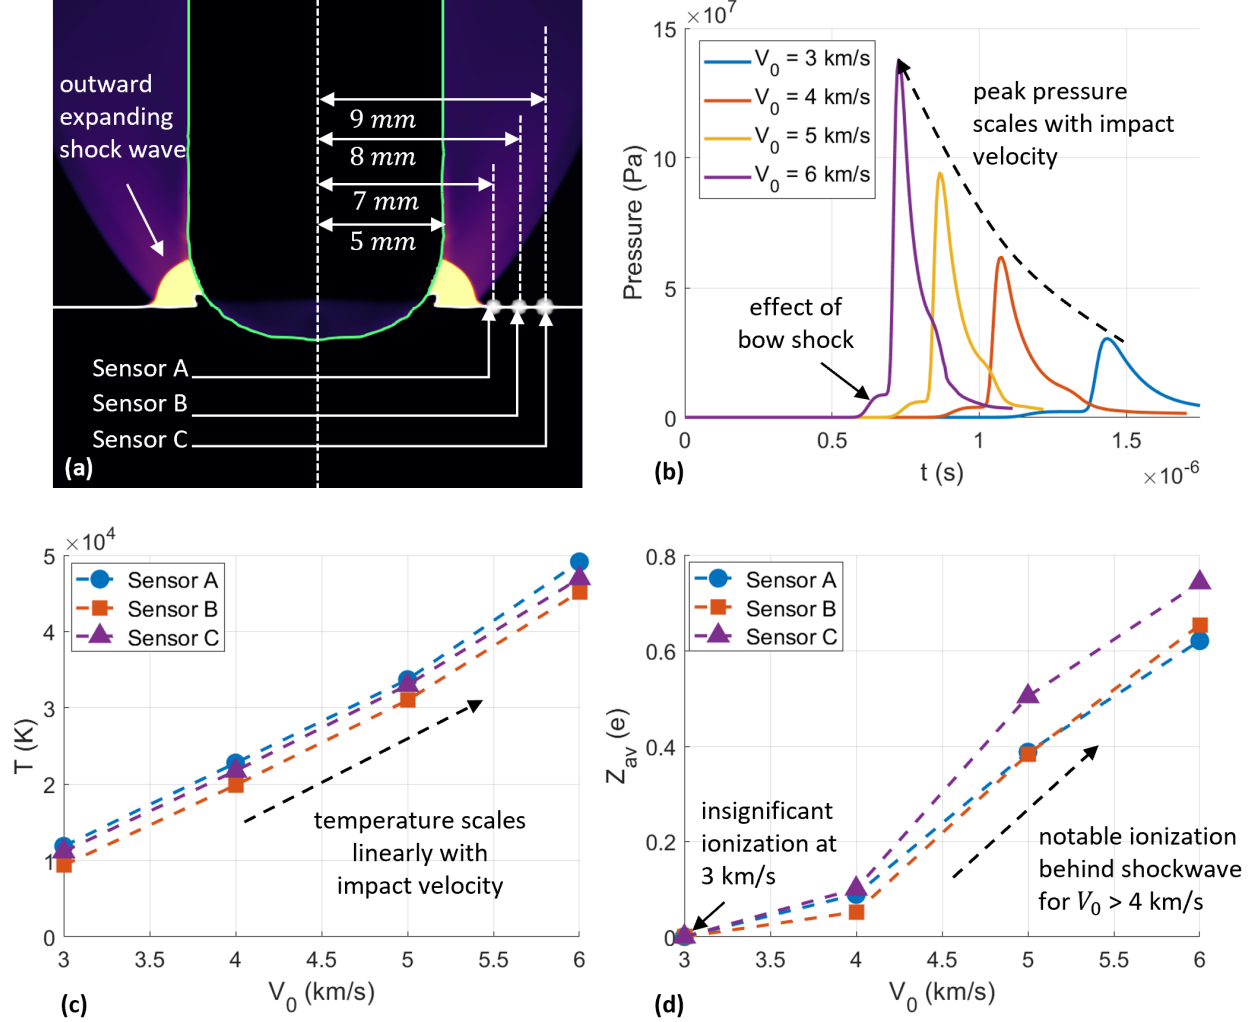 outward
expanding
shock wave
9 mm
8 mm
7 mm
5 mm
Sensor A
Sensor B
Sensor C
(a)
×10⁷
15
10
5
0
Pressure (Pa)
V₀ = 3 km/s
V₀ = 4 km/s
V₀ = 5 km/s
V₀ = 6 km/s
peak pressure
scales with impact
velocity
effect of
bow shock
0
0.5
1
1.5
t (s)
×10⁻⁶
(b)
×10⁴
5
4
3
2
1
0
T (K)
Sensor A
Sensor B
Sensor C
temperature scales
linearly with
impact velocity
3
3.5
4
4.5
5
5.5
6
V₀ (km/s)
(c)
0.8
0.6
0.4
0.2
0
Zₐᵥ (e)
Sensor A
Sensor B
Sensor C
insignificant
ionization at
3 km/s
notable ionization
behind shockwave
for V₀ > 4 km/s
3
3.5
4
4.5
5
5.5
6
V₀ (km/s)
(d)